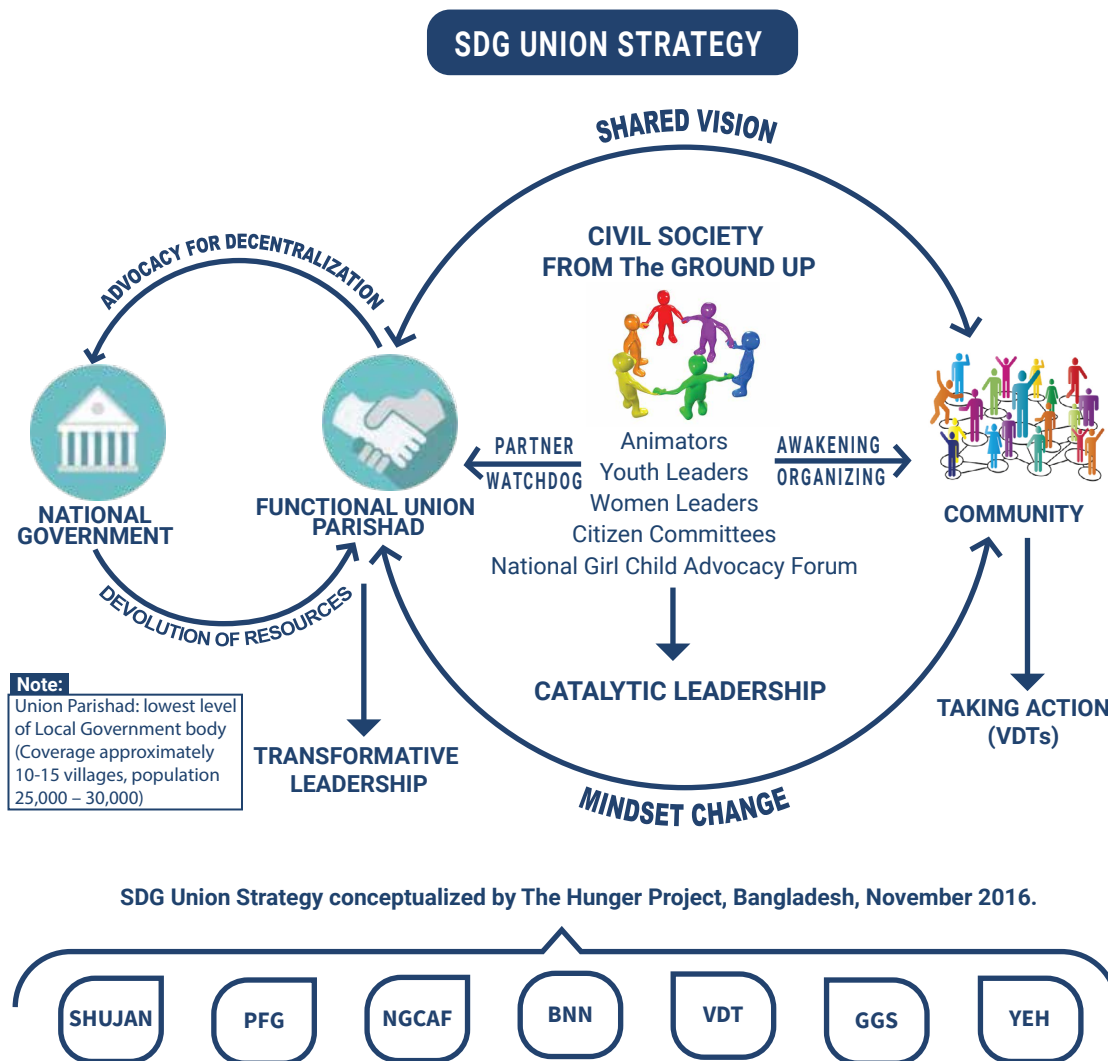 SDG UNION STRATEGY
SHARED VISION
ADVOCACY FOR DECENTRALIZATION
CIVIL SOCIETY
FROM The GROUND UP
PARTNER
WATCHDOG
Animators
Youth Leaders
Women Leaders
Citizen Committees
National Girl Child Advocacy Forum
AWAKENING
ORGANIZING
NATIONAL
GOVERNMENT
FUNCTIONAL UNION
PARISHAD
COMMUNITY
DEVOLUTION OF RESOURCES
Note:
Union Parishad: lowest level
of Local Government body
(Coverage approximately
10-15 villages, population
25,000 – 30,000)
TRANSFORMATIVE
LEADERSHIP
CATALYTIC LEADERSHIP
TAKING ACTION
(VDTs)
MINDSET CHANGE
SDG Union Strategy conceptualized by The Hunger Project, Bangladesh, November 2016.
SHUJAN
PFG
NGCAF
BNN
VDT
GGS
YEH